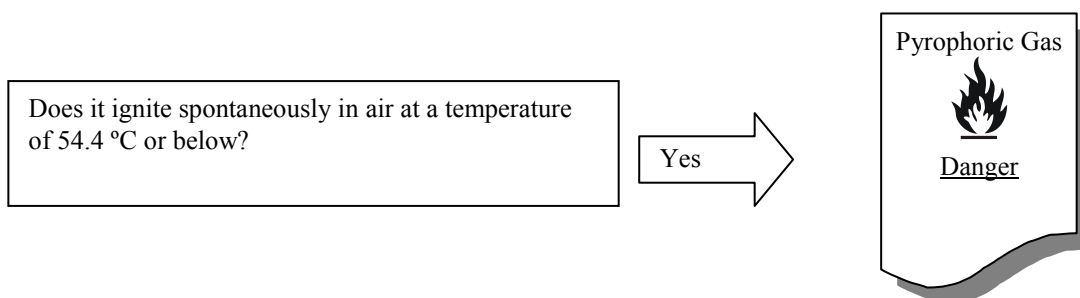 Does it ignite spontaneously in air at a temperature
of 54.4 ºC or below?
Yes
Pyrophoric Gas
Danger